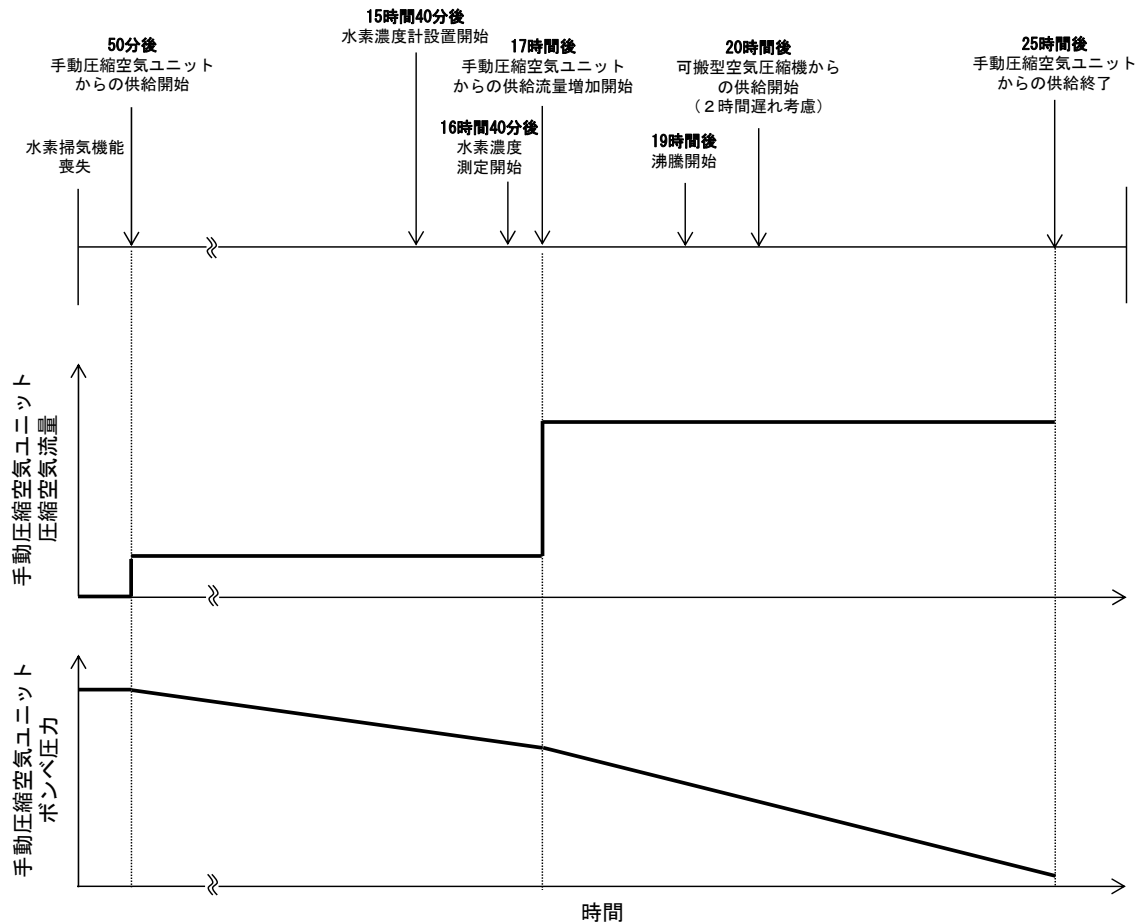 水素掃気機能
喪失
50分後
手動圧縮空気ユニット
からの供給開始
15時間40分後
水素濃度計設置開始
16時間40分後
水素濃度
測定開始
17時間後
手動圧縮空気ユニット
からの供給流量増加開始
19時間後
沸騰開始
20時間後
可搬型空気圧縮機から
の供給開始
（２時間遅れ考慮）
25時間後
手動圧縮空気ユニット
からの供給終了
手動圧縮空気ユニット
圧縮空気流量
手動圧縮空気ユニット
ボンベ圧力
時間